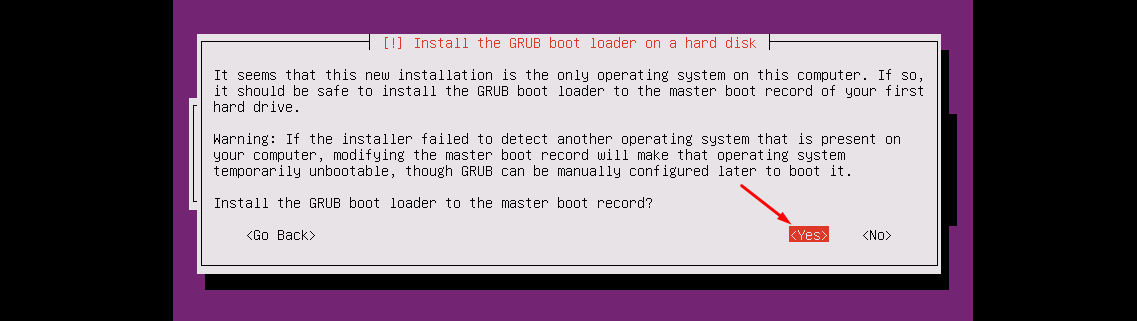 [!] Install the GRUB boot loader on a hard disk
It seems that this new installation is the only operating system on this computer. If so,
it should be safe to install the GRUB boot loader to the master boot record of your first
hard drive.
Warning: If the installer failed to detect another operating system that is present on
your computer, modifying the master boot record will make that operating system
temporarily unbootable, though GRUB can be manually configured later to boot it.
Install the GRUB boot loader to the master boot record?
<Go Back> <Yes> <No>